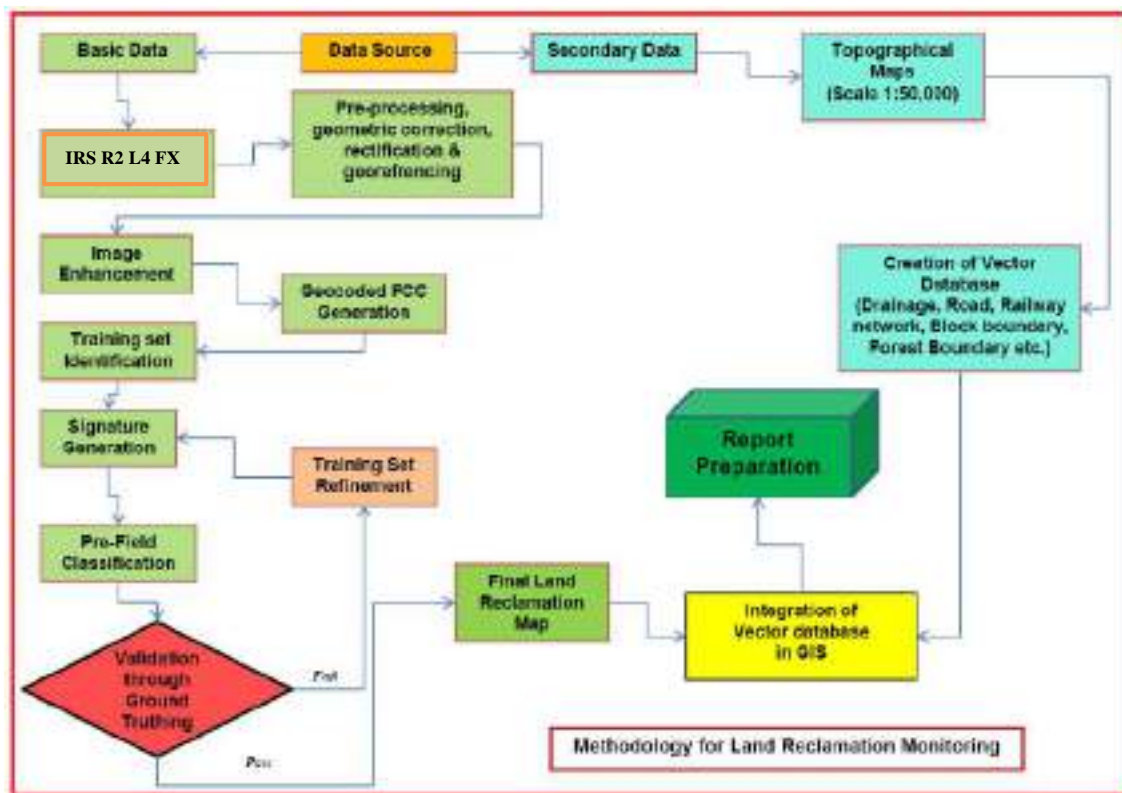 Basic Data
Data Source
Secondary Data
Topographical
Maps
(Scale 1:50,000)
IRS R2 L4 FX
Pre-processing,
geometric correction,
rectification &
georefrencing
Image
Enhancement
Geocoded FCC
Generation
Creation of Vector
Database
(Drainage, Road, Railway
network, Block boundary,
Forest Boundary etc.)
Training set
Identification
Signature
Generation
Training Set
Refinement
Report
Preparation
Pre-Field
Classification
Final Land
Reclamation
Map
Integration of
Vector database
in GIS
Validation
through
Ground
Truthing
Fail
Pass
Methodology for Land Reclamation Monitoring